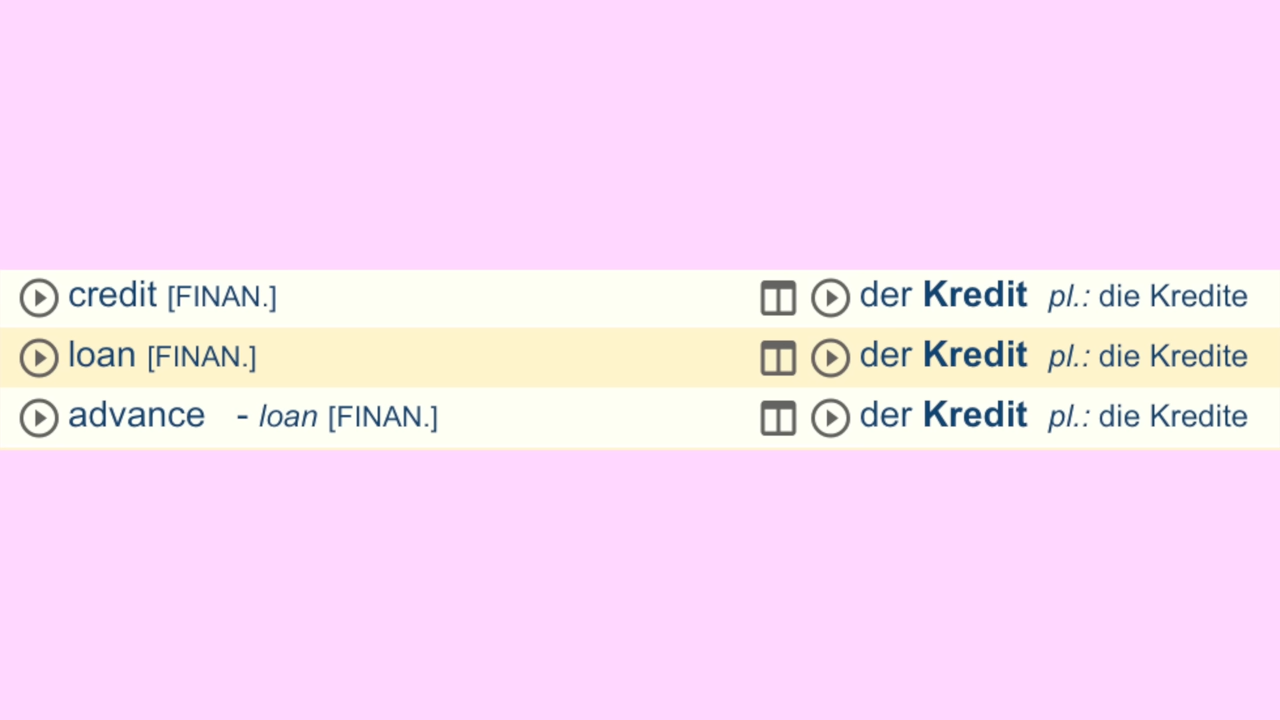 credit [FINAN.] der Kredit pl.: die Kredite
loan [FINAN.] der Kredit pl.: die Kredite
advance - loan [FINAN.] der Kredit pl.: die Kredite